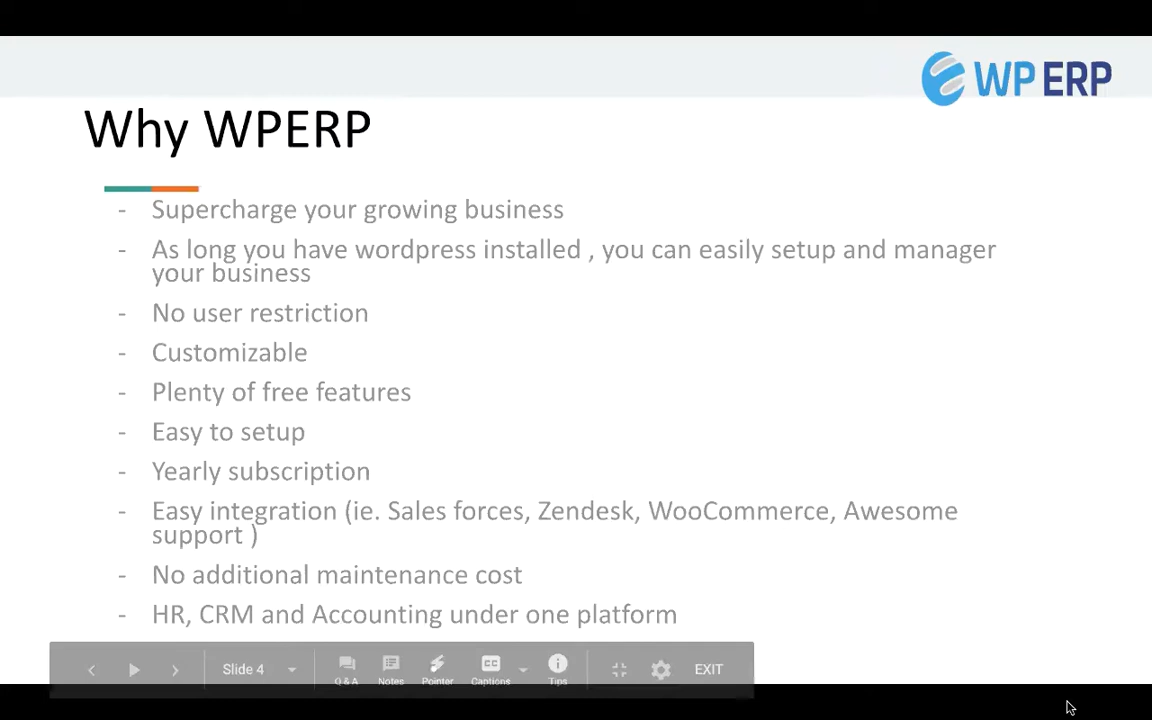 WP ERP
Why WPERP
- Supercharge your growing business
- As long you have wordpress installed , you can easily setup and manager
your business
- No user restriction
- Customizable
- Plenty of free features
- Easy to setup
- Yearly subscription
- Easy integration (ie. Sales forces, Zendesk, WooCommerce, Awesome
support )
- No additional maintenance cost
- HR, CRM and Accounting under one platform
Slide 4 Q & A Notes Pointer CC Captions Tips EXIT